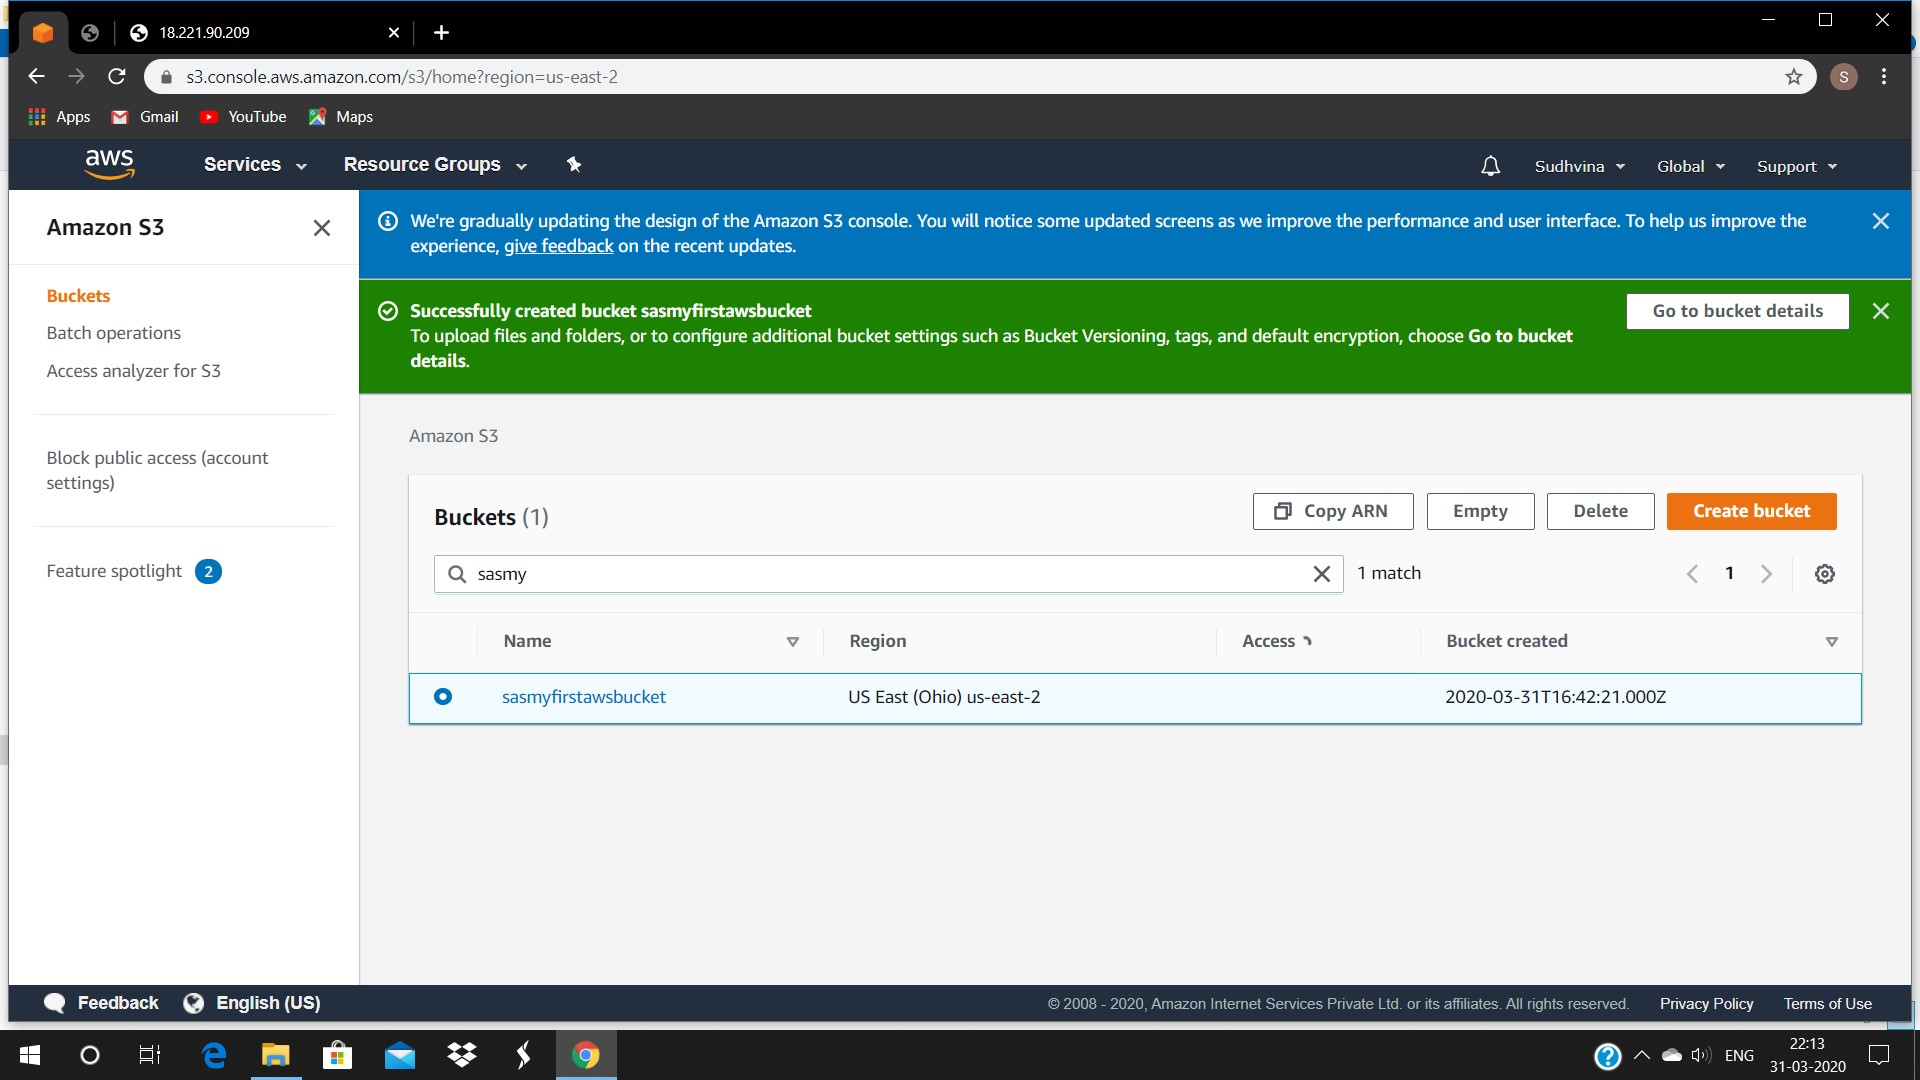 18.221.90.209
s3.console.aws.amazon.com/s3/home?region=us-east-2
S
Apps Gmail YouTube Maps
aws Services Resource Groups Sudhvina Global Support
Amazon S3
Buckets
Batch operations
Access analyzer for S3
Block public access (account
settings)
Feature spotlight 2
We're gradually updating the design of the Amazon S3 console. You will notice some updated screens as we improve the performance and user interface. To help us improve the
experience, give feedback on the recent updates.
Successfully created bucket sasmyfirstawsbucket
To upload files and folders, or to configure additional bucket settings such as Bucket Versioning, tags, and default encryption, choose Go to bucket
details.
Go to bucket details
Amazon S3
Buckets (1) Copy ARN Empty Delete Create bucket
sasmy 1 match 1
Name Region Access Bucket created
sasmyfirstawsbucket US East (Ohio) us-east-2 2020-03-31T16:42:21.000Z
Feedback English (US) © 2008 - 2020, Amazon Internet Services Private Ltd. or its affiliates. All rights reserved. Privacy Policy Terms of Use
ENG 22:13
31-03-2020